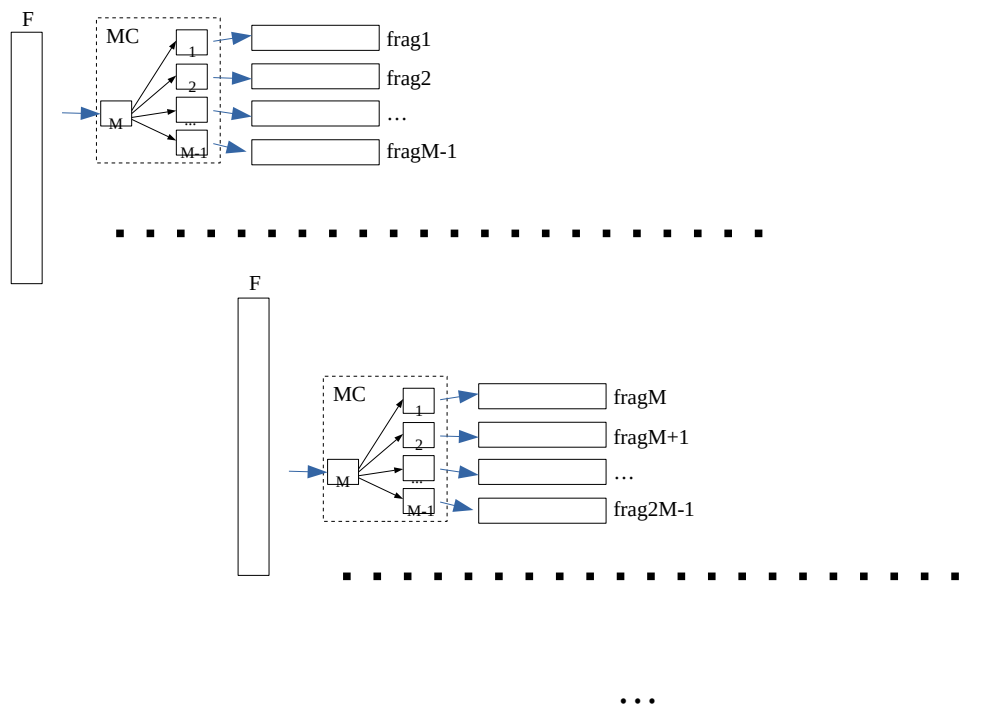 F
MC
1
2
...
M
M-1
frag1
frag2
...
fragM-1
F
MC
1
2
...
M
M-1
fragM
fragM+1
...
frag2M-1
...